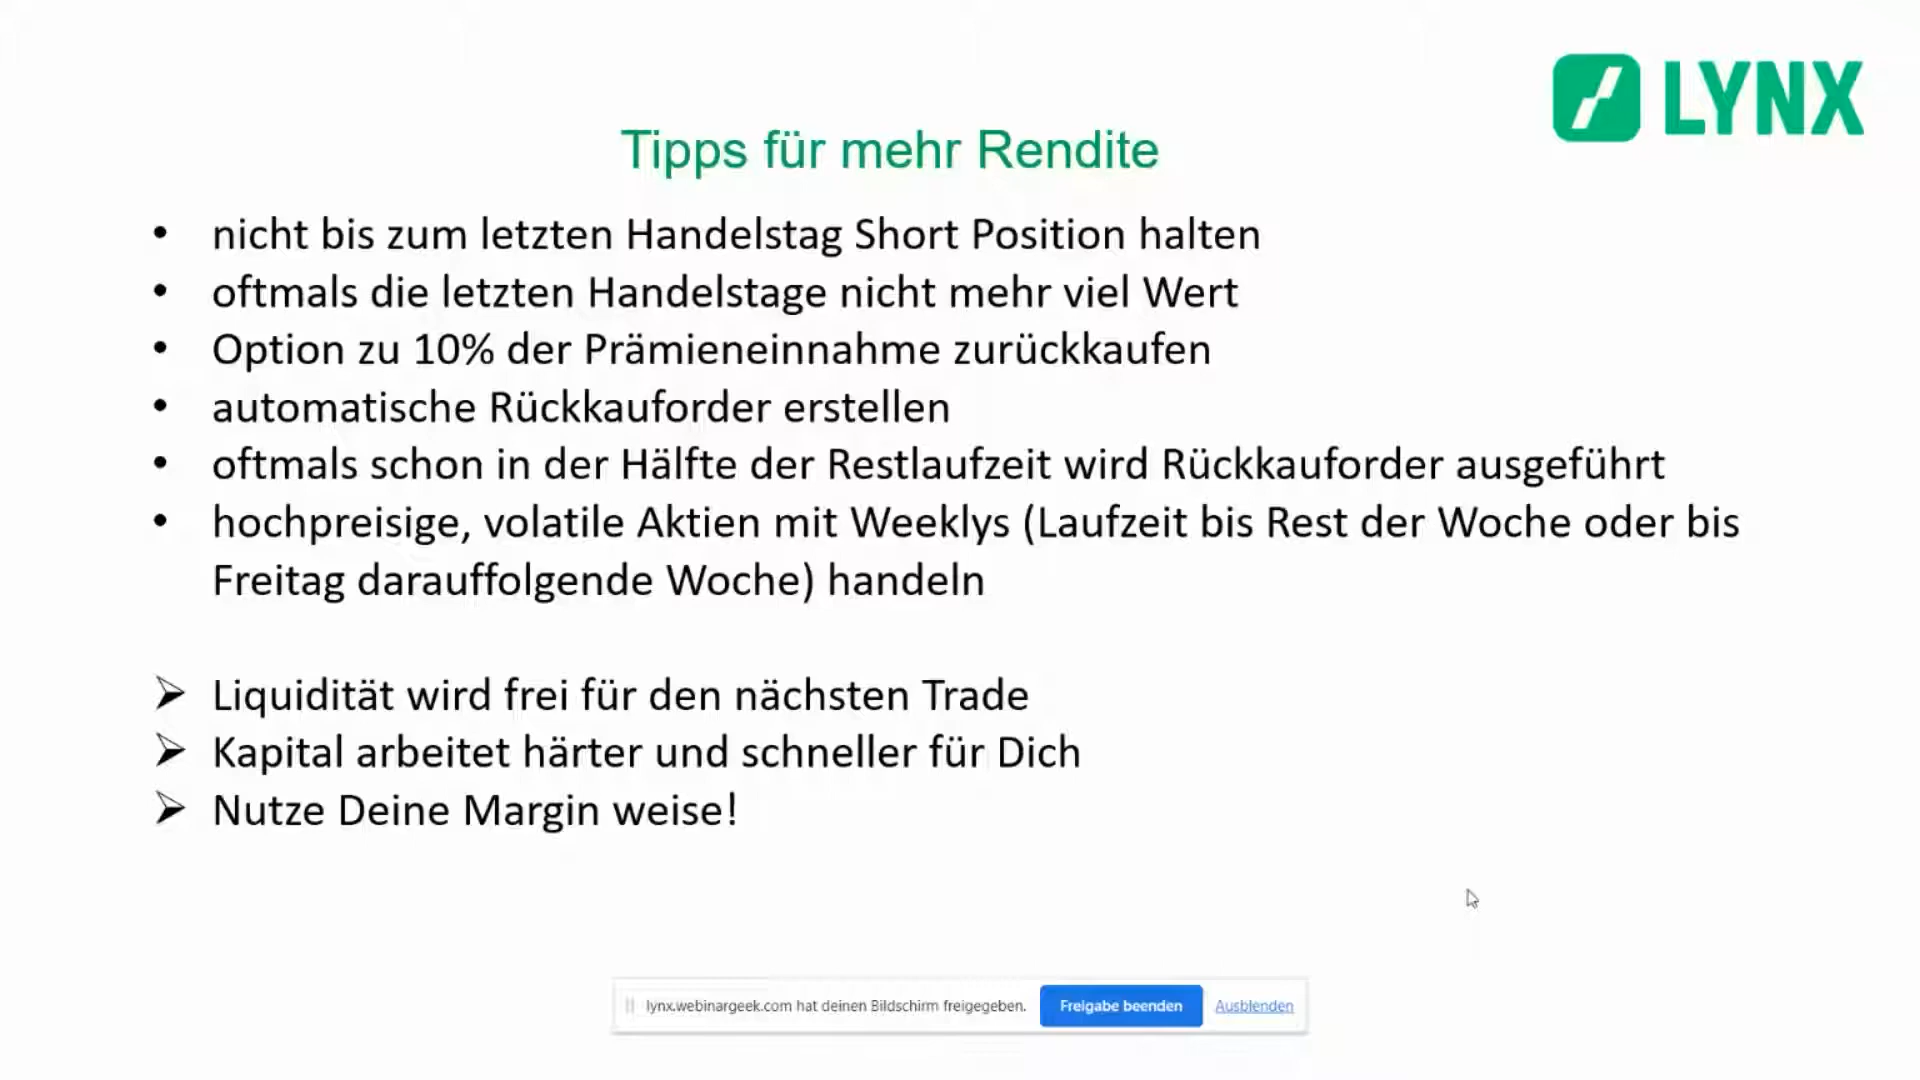 LYNX
Tipps für mehr Rendite
• nicht bis zum letzten Handelstag Short Position halten
• oftmals die letzten Handelstage nicht mehr viel Wert
• Option zu 10% der Prämieneinnahme zurückkaufen
• automatische Rückkauforder erstellen
• oftmals schon in der Hälfte der Restlaufzeit wird Rückkauforder ausgeführt
• hochpreisige, volatile Aktien mit Weeklys (Laufzeit bis Rest der Woche oder bis
Freitag darauffolgende Woche) handeln
➢ Liquidität wird frei für den nächsten Trade
➢ Kapital arbeitet härter und schneller für Dich
➢ Nutze Deine Margin weise!
lynx.webinargeek.com hat deinen Bildschirm freigegeben. Freigabe beenden Ausblenden